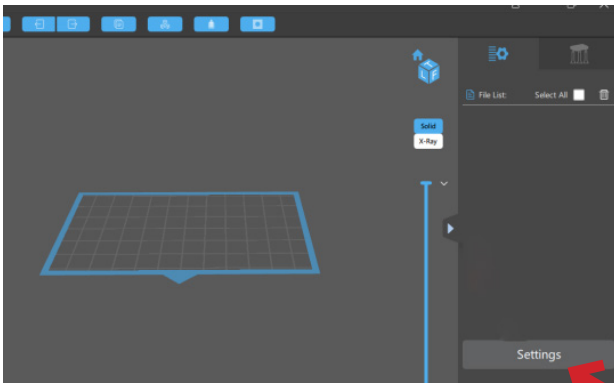 T
L F
File List: Select All
Solid
X-Ray
Settings